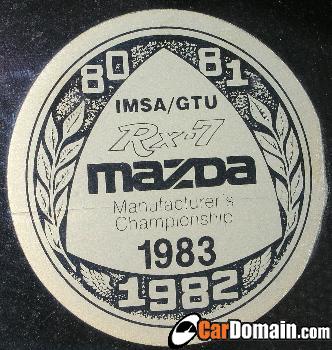 80 81
IMSA/GTU
Rx-7
mazda
Manufacturer's
Championship
1983
1982
CarDomain.com